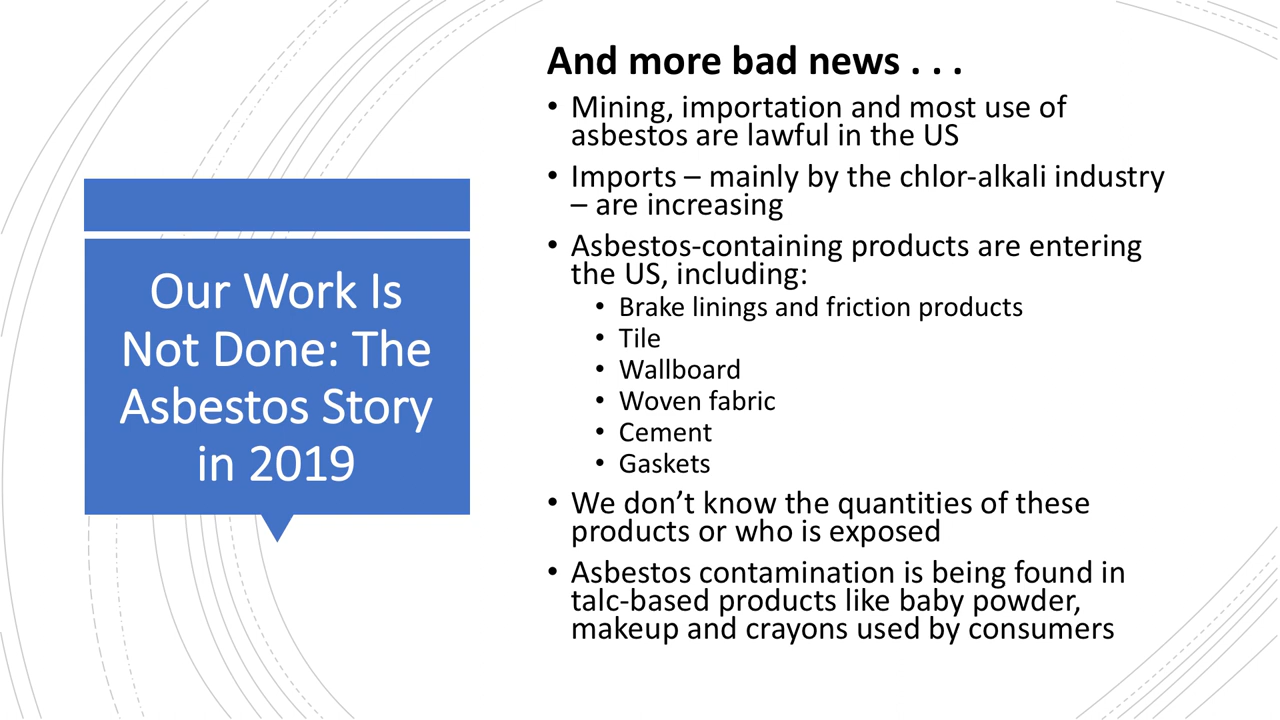 Our Work Is
Not Done: The
Asbestos Story
in 2019
And more bad news . . .
• Mining, importation and most use of
asbestos are lawful in the US
• Imports – mainly by the chlor-alkali industry
– are increasing
• Asbestos-containing products are entering
the US, including:
• Brake linings and friction products
• Tile
• Wallboard
• Woven fabric
• Cement
• Gaskets
• We don’t know the quantities of these
products or who is exposed
• Asbestos contamination is being found in
talc-based products like baby powder,
makeup and crayons used by consumers